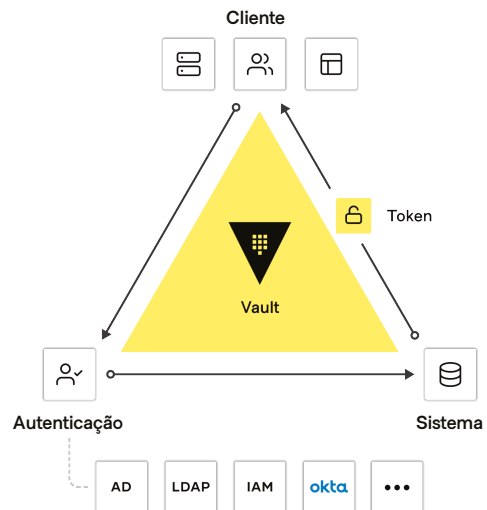 Cliente
Token
Vault
Autenticação
Sistema
AD
LDAP
IAM
okta